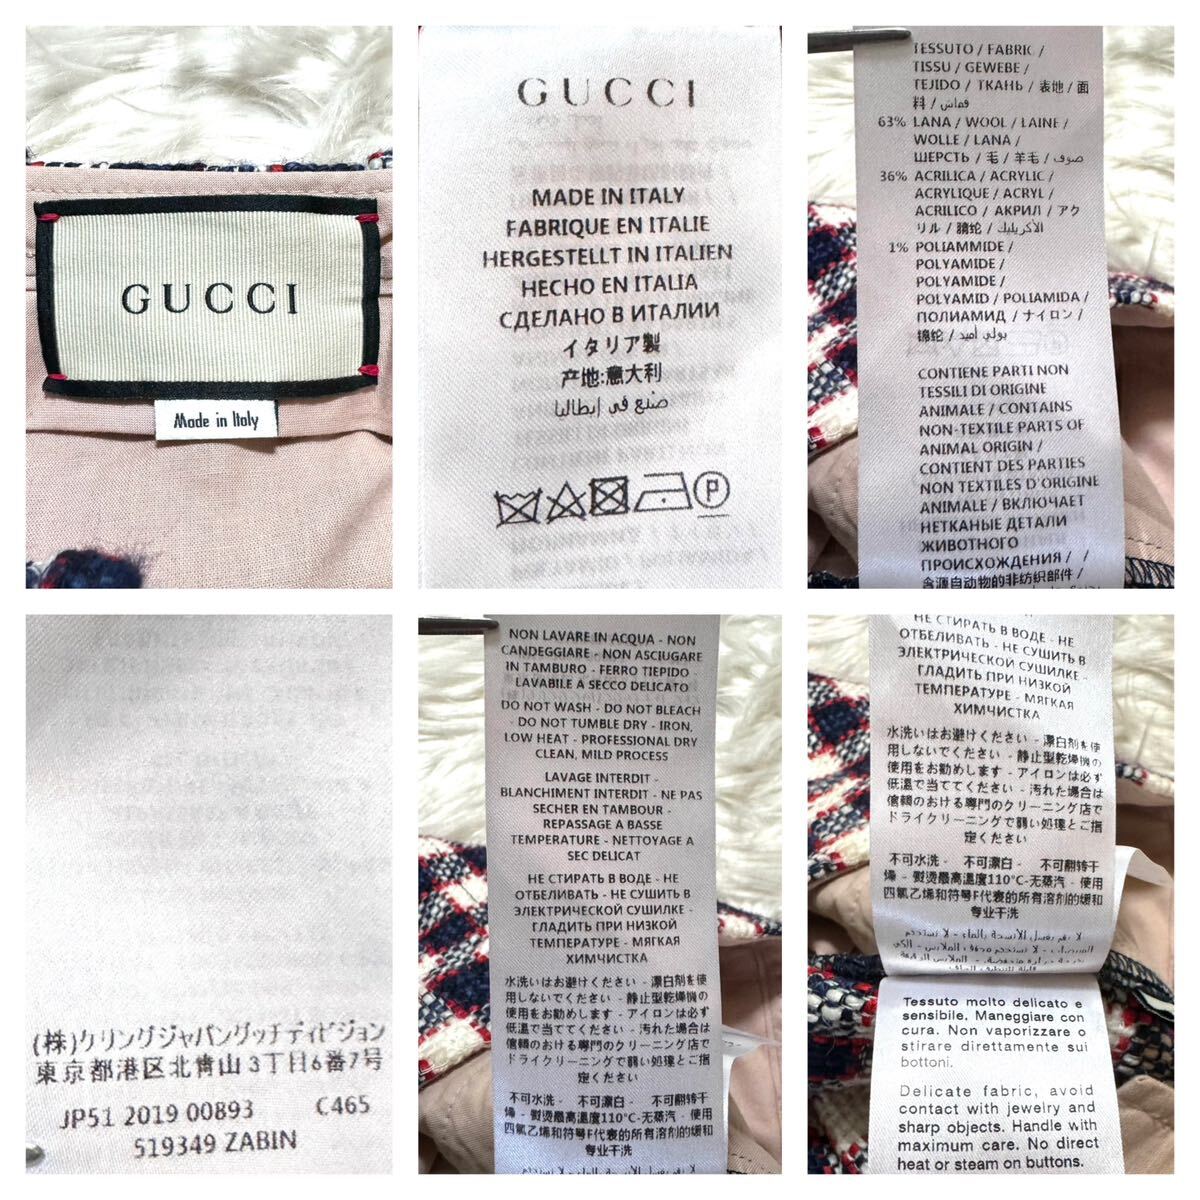 GUCCI
Made in Italy
GUCCI
MADE IN ITALY
FABRIQUE EN ITALIE
HERGESTELLT IN ITALIEN
HECHO EN ITALIA
СДЕЛАНО В ИТАЛИИ
イタリア製
产地:意大利
صنع في إيطاليا
P
TESSUTO / FABRIC /
TISSU / GEWEBE /
TEJIDO / ТКАНЬ / 表地 / 面
料 / قماش
63% LANA / WOOL / LAINE /
WOLLE / LANA /
ШЕРСТЬ / 毛 / 羊毛 / صوف
36% ACRILICA / ACRYLIC /
ACRYLIQUE / ACRYL /
ACRILICO / АКРИЛ / アク
リル / 腈纶 / الأكريليك
1% POLIAMMIDE /
POLYAMIDE /
POLYAMIDE /
POLYAMID / POLIAMIDA /
ПОЛИАМИД / ナイロン /
锦纶 / بولي أميد
CONTIENE PARTI NON
TESSILI DI ORIGINE
ANIMALE / CONTAINS
NON-TEXTILE PARTS OF
ANIMAL ORIGIN /
CONTIENT DES PARTIES
NON TEXTILES D'ORIGINE
ANIMALE / ВКЛЮЧАЕТ
НЕТКАНЫЕ ДЕТАЛИ
ЖИВОТНОГО
ПРОИСХОЖДЕНИЯ / /
含源自动物的非纺织部件 /
(株)ケリングジャパングッチ ディビジョン
東京都港区北青山3丁目6番7号
JP51 2019 00893 C465
519349 ZABIN
NON LAVARE IN ACQUA - NON
CANDEGGIARE - NON ASCIUGARE
IN TAMBURO - FERRO TIEPIDO -
LAVABILE A SECCO DELICATO
DO NOT WASH - DO NOT BLEACH
- DO NOT TUMBLE DRY - IRON,
LOW HEAT - PROFESSIONAL DRY
CLEAN, MILD PROCESS
LAVAGE INTERDIT -
BLANCHIMENT INTERDIT - NE PAS
SECHER EN TAMBOUR -
REPASSAGE A BASSE
TEMPERATURE - NETTOYAGE A
SEC DELICAT
НЕ СТИРАТЬ В ВОДЕ - НЕ
ОТБЕЛИВАТЬ - НЕ СУШИТЬ В
ЭЛЕКТРИЧЕСКОЙ СУШИЛКЕ -
ГЛАДИТЬ ПРИ НИЗКОЙ
ТЕМПЕРАТУРЕ - МЯГКАЯ
ХИМЧИСТКА
水洗いはお避けください - 漂白剤を使
用しないでください - 静止型乾燥機の
使用をお勧めします - アイロンは必ず
低温で当ててください - 汚れた場合は
信頼のおける専門のクリーニング店で
ドライクリーニングで弱い処理とご指
定ください
不可水洗 - 不可漂白 - 不可翻转干
燥 - 熨烫最高温度110°C-无蒸汽 - 使用
四氯乙烯和符号F代表的所有溶剂的缓和
专业干洗
НЕ СТИРАТЬ В ВОДЕ - НЕ
ОТБЕЛИВАТЬ - НЕ СУШИТЬ В
ЭЛЕКТРИЧЕСКОЙ СУШИЛКЕ -
ГЛАДИТЬ ПРИ НИЗКОЙ
ТЕМПЕРАТУРЕ - МЯГКАЯ
ХИМЧИСТКА
水洗いはお避けください - 漂白剤を使
用しないでください - 静止型乾燥機の
使用をお勧めします - アイロンは必ず
低温で当ててください - 汚れた場合は
信頼のおける専門のクリーニング店で
ドライクリーニングで弱い処理とご指
定ください
不可水洗 - 不可漂白 - 不可翻转干
燥 - 熨烫最高温度110°C-无蒸汽 - 使用
四氯乙烯和符号F代表的所有溶剂的缓和
专业干洗
Tessuto molto delicato e
sensibile. Maneggiare con
cura. Non vaporizzare o
stirare direttamente sui
bottoni.
Delicate fabric, avoid
contact with jewelry and
sharp objects. Handle with
maximum care. No direct
heat or steam on buttons.